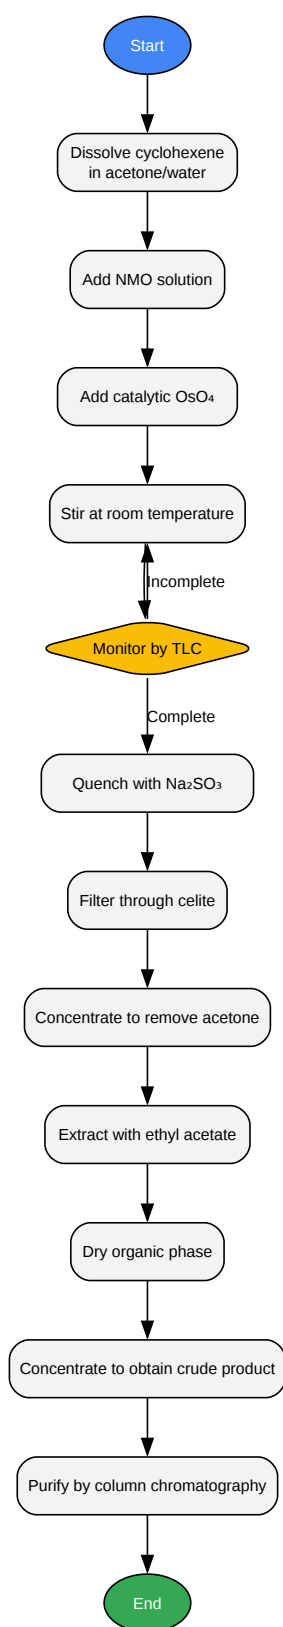 Start
Dissolve cyclohexene
in acetone/water
Add NMO solution
Add catalytic OsO₄
Stir at room temperature
Incomplete
Monitor by TLC
Complete
Quench with Na₂SO₃
Filter through celite
Concentrate to remove acetone
Extract with ethyl acetate
Dry organic phase
Concentrate to obtain crude product
Purify by column chromatography
End